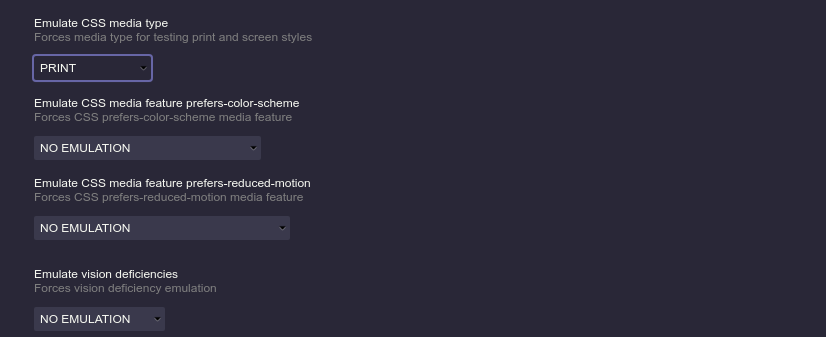 Emulate CSS media type
Forces media type for testing print and screen styles
PRINT
Emulate CSS media feature prefers-color-scheme
Forces CSS prefers-color-scheme media feature
NO EMULATION
Emulate CSS media feature prefers-reduced-motion
Forces CSS prefers-reduced-motion media feature
NO EMULATION
Emulate vision deficiencies
Forces vision deficiency emulation
NO EMULATION